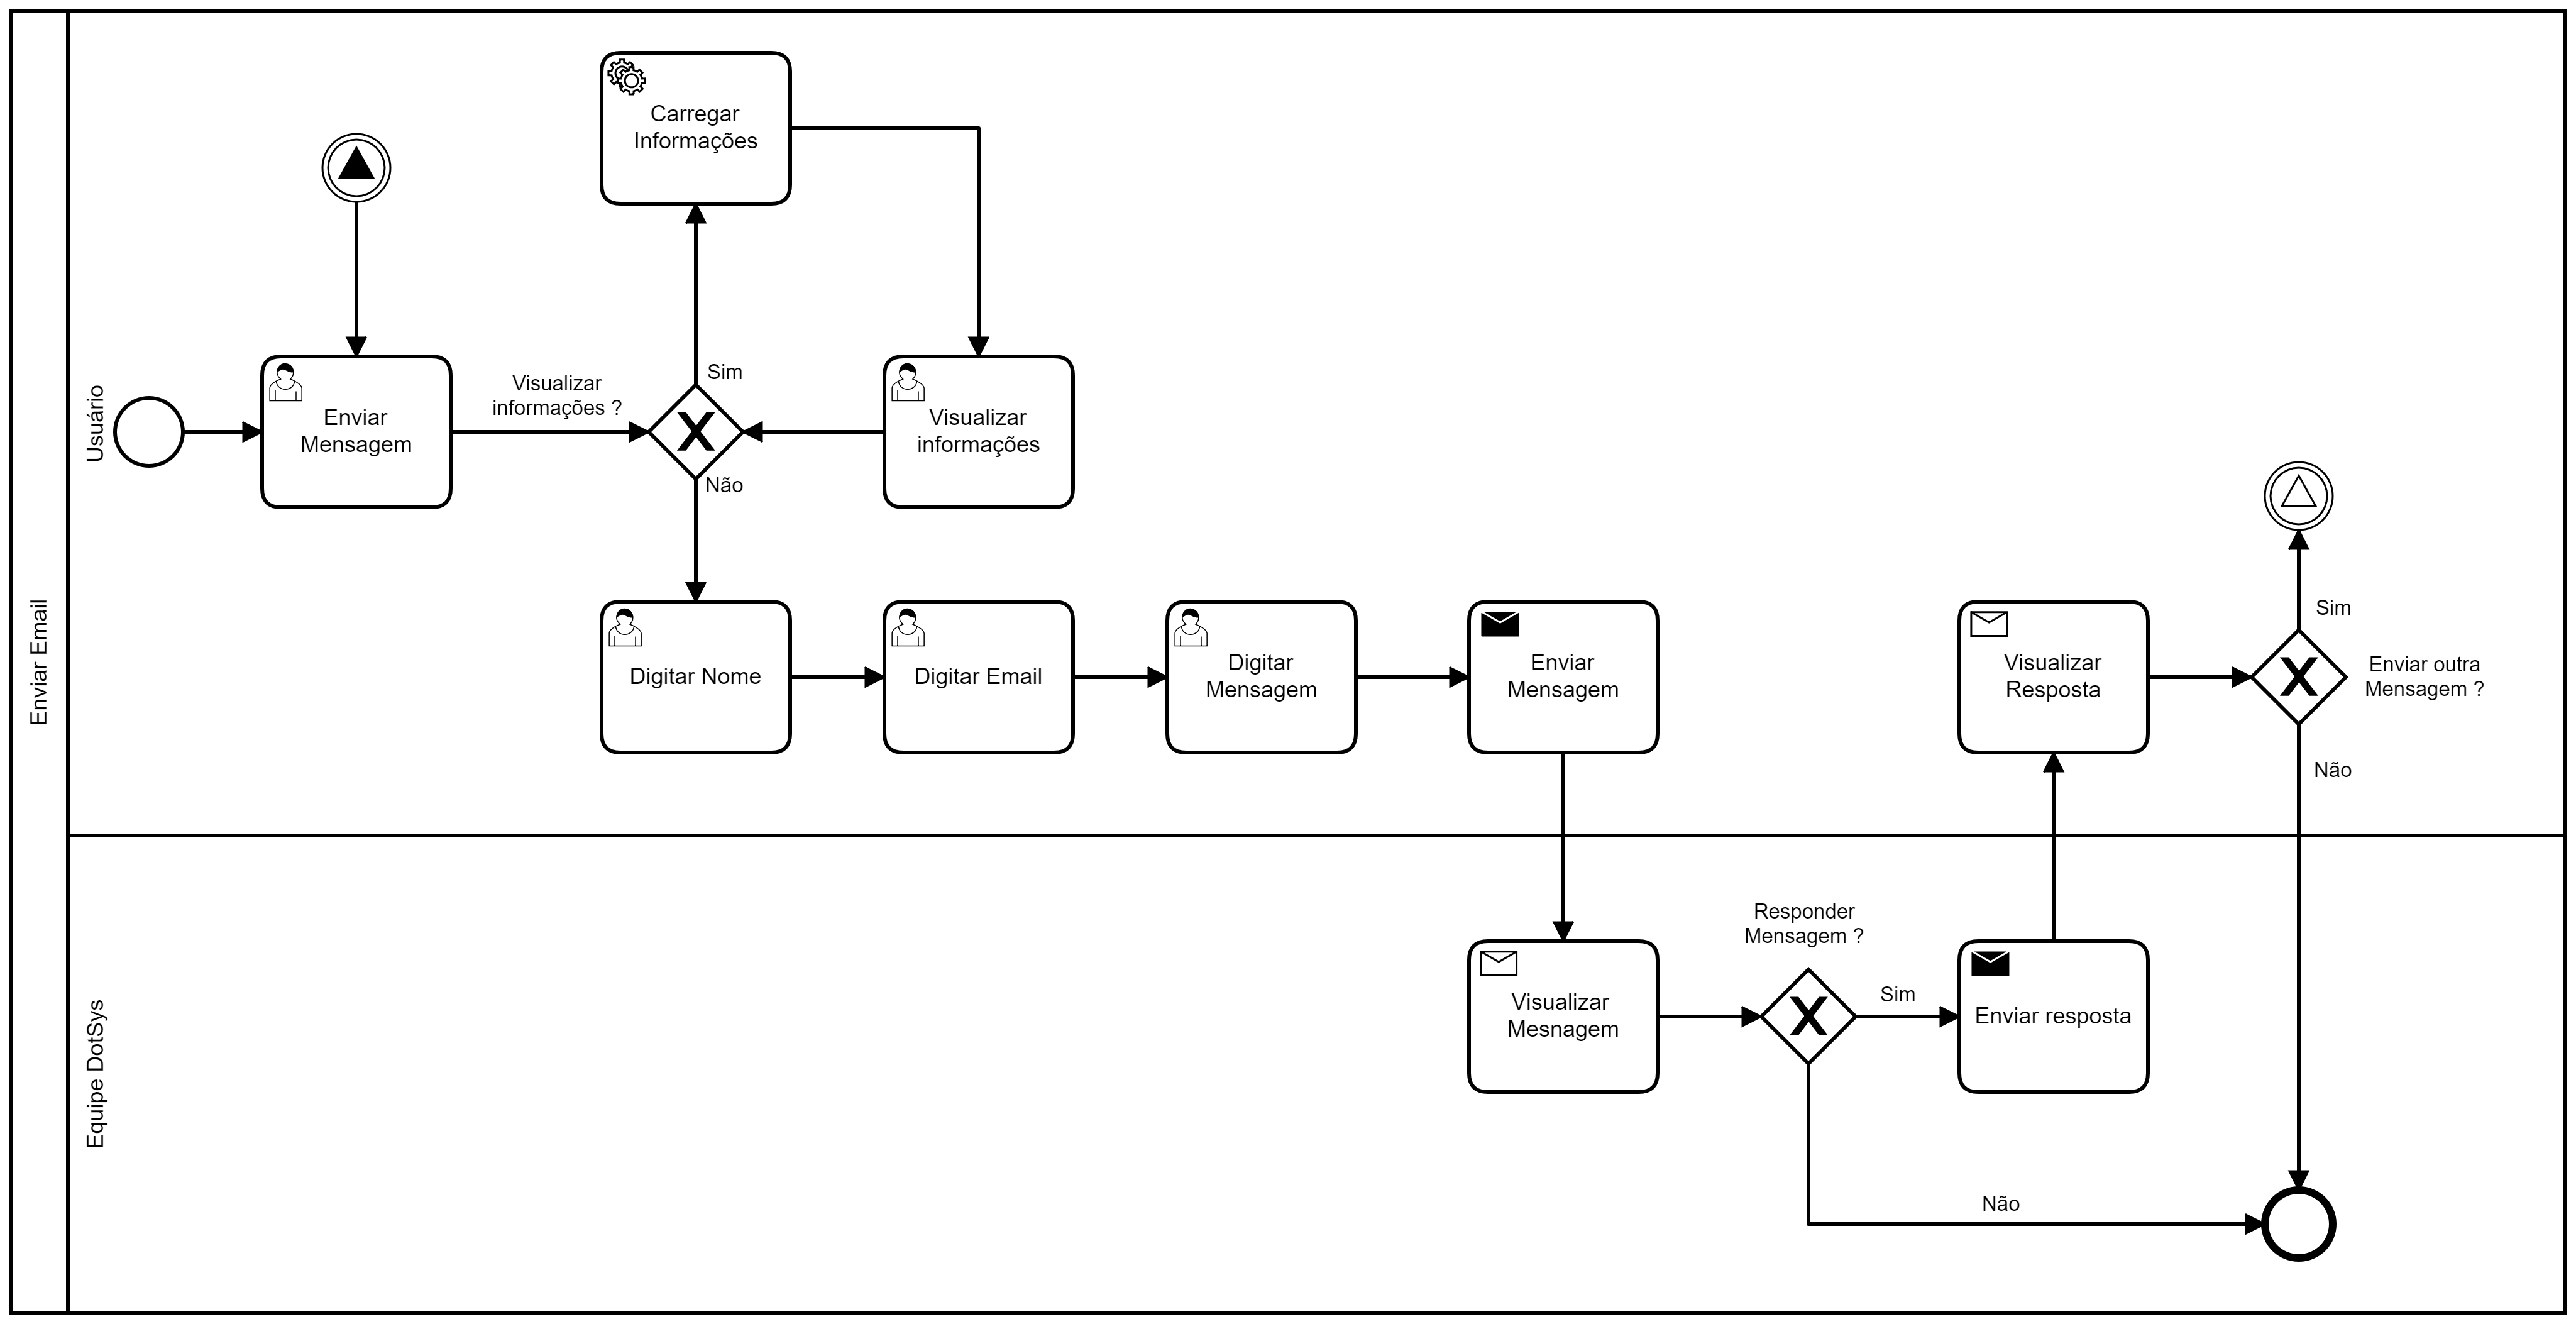 Enviar Email
Usuário
Carregar
Informações
Enviar
Mensagem
Visualizar
informações ?
Sim
Não
Visualizar
informações
Digitar Nome
Digitar Email
Digitar
Mensagem
Enviar
Mensagem
Visualizar
Resposta
Sim
Enviar outra
Mensagem ?
Não
Equipe DotSys
Visualizar
Mesnagem
Responder
Mensagem ?
Sim
Enviar resposta
Não